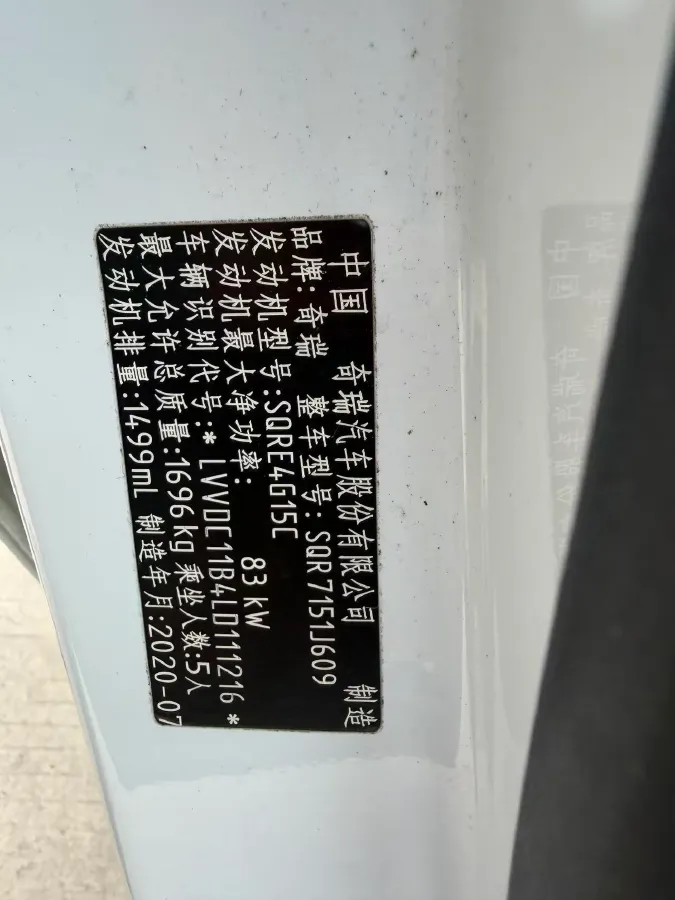 中国 奇瑞汽车股份有限公司 制造
品牌:奇瑞 整车型号:SQR7151J609
发动机型号:SQRE4G15C
发动机最大净功率: 83 kW
车辆识别代号:* LVVDC11B4LD111216 *
最大允许总质量:1696 kg 乘坐人数:5人
发动机排量:1499mL 制造年月:2020-07